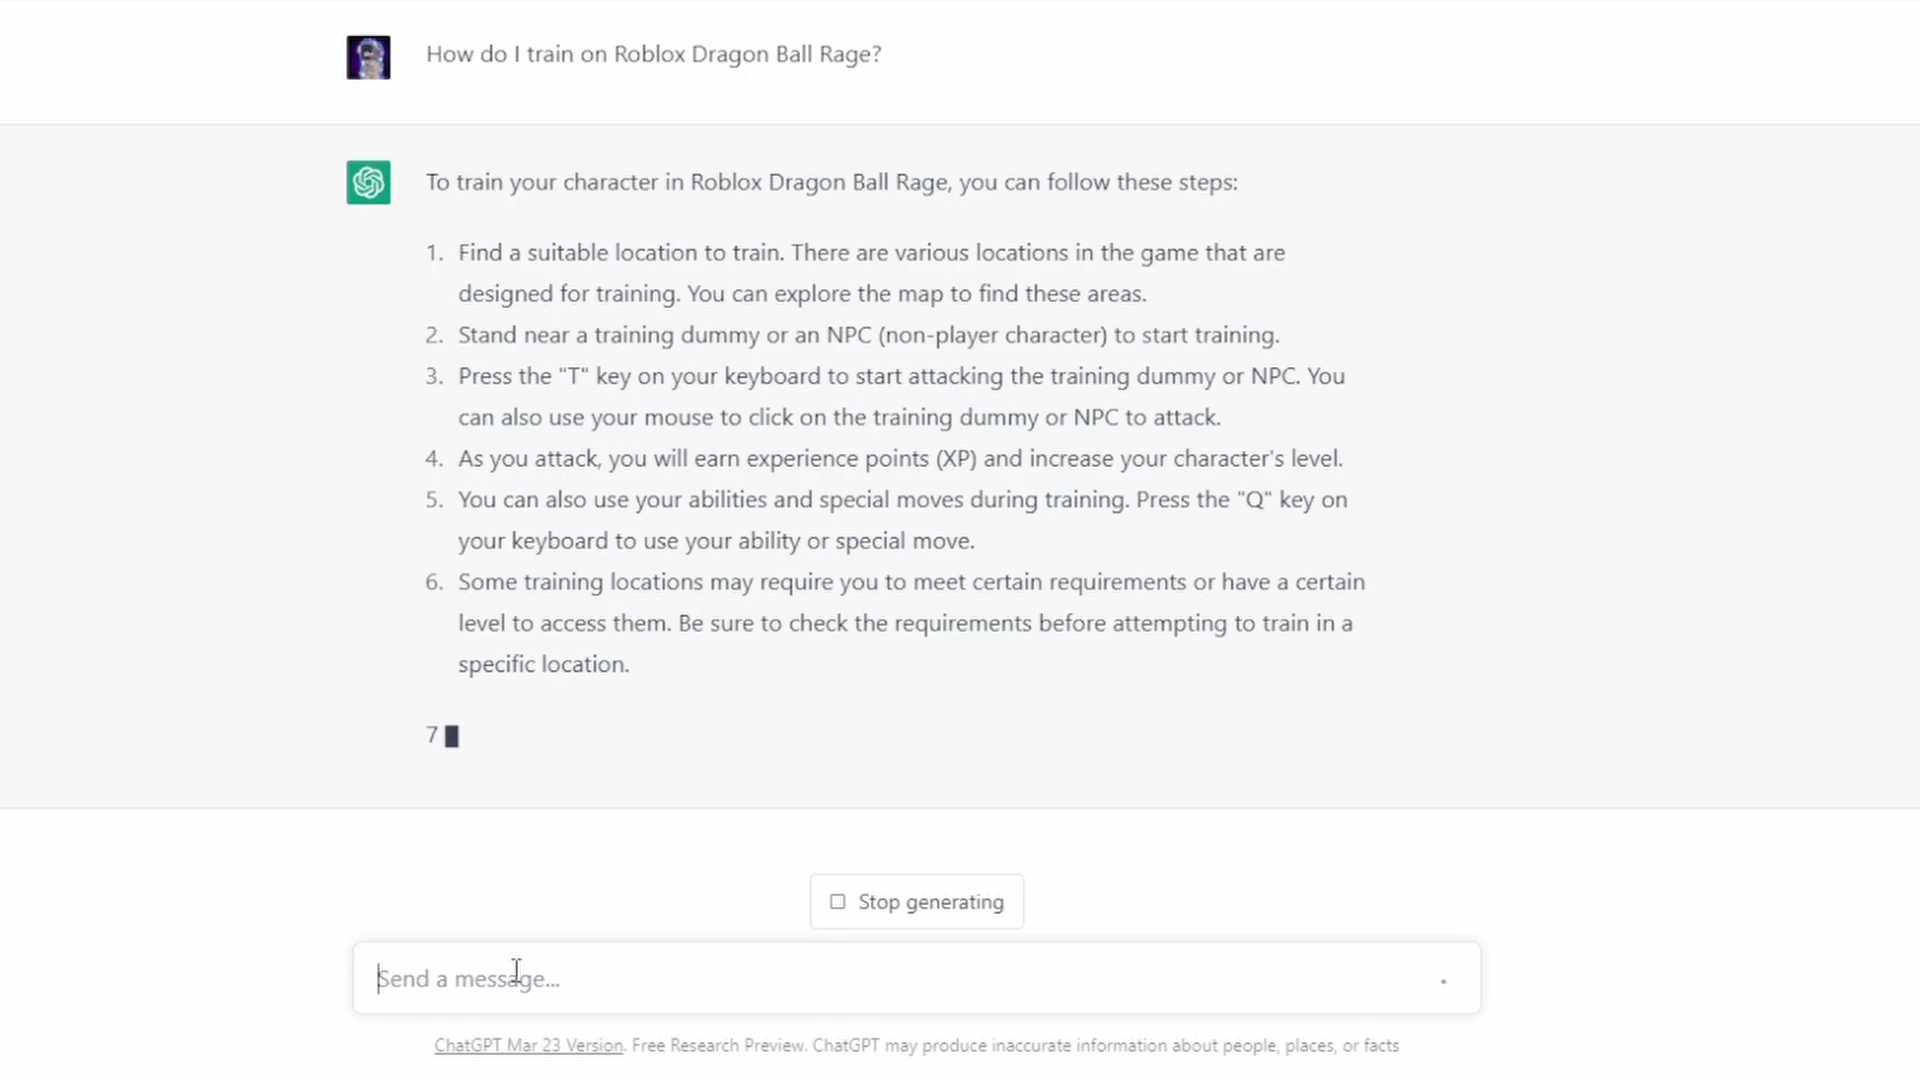 How do I train on Roblox Dragon Ball Rage?
To train your character in Roblox Dragon Ball Rage, you can follow these steps:
1. Find a suitable location to train. There are various locations in the game that are
designed for training. You can explore the map to find these areas.
2. Stand near a training dummy or an NPC (non-player character) to start training.
3. Press the "T" key on your keyboard to start attacking the training dummy or NPC. You
can also use your mouse to click on the training dummy or NPC to attack.
4. As you attack, you will earn experience points (XP) and increase your character's level.
5. You can also use your abilities and special moves during training. Press the "Q" key on
your keyboard to use your ability or special move.
6. Some training locations may require you to meet certain requirements or have a certain
level to access them. Be sure to check the requirements before attempting to train in a
specific location.
7
Stop generating
Send a message...
ChatGPT Mar 23 Version. Free Research Preview. ChatGPT may produce inaccurate information about people, places, or facts